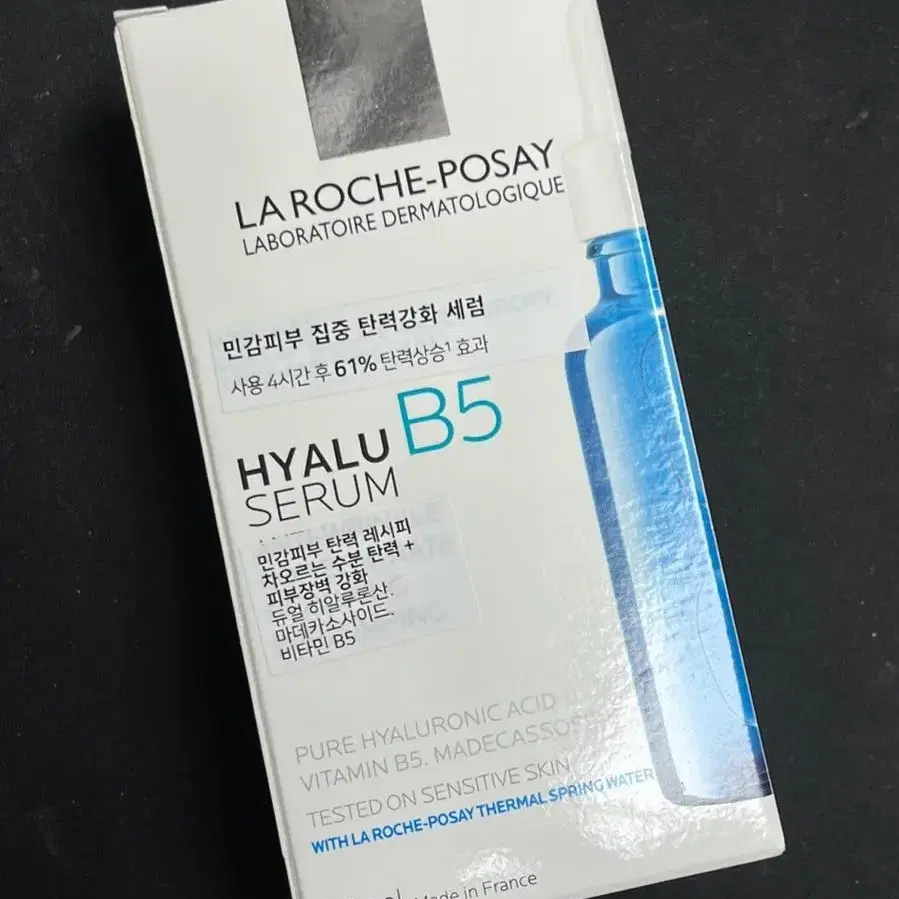 LA ROCHE-POSAY
LABORATOIRE DERMATOLOGIQUE
민감피부 집중 탄력강화 세럼
사용 4시간 후 61% 탄력상승¹ 효과
HYALU B5
SERUM
민감피부 탄력 레시피
차오르는 수분 탄력 +
피부장벽 강화
듀얼 히알루론산.
마데카소사이드.
비타민 B5
PURE HYALURONIC ACID
VITAMIN B5.
TESTED ON SENSITIVE SKIN
WITH LA ROCHE-POSAY THERMAL SPRING WATER
Made in France